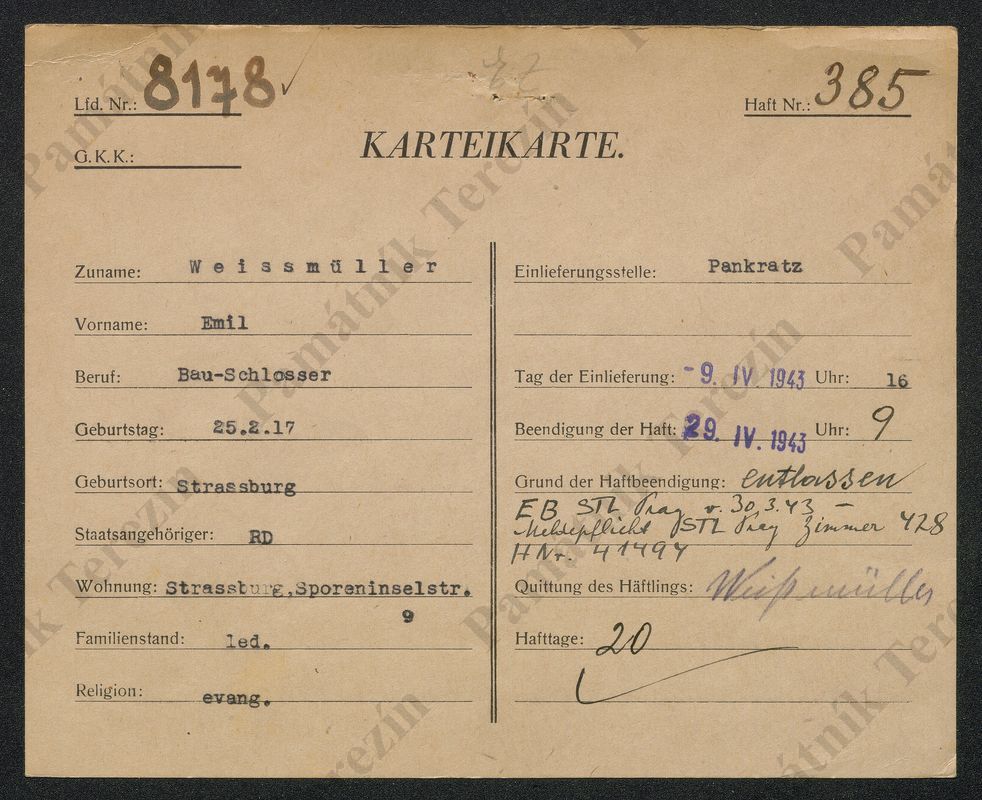 Lfd. Nr.: 8178
Haft Nr.: 385
G.K.K.:
KARTEIKARTE.
Zuname: Weissmüller
Vorname: Emil
Beruf: Bau-Schlosser
Geburtstag: 25.2.17
Geburtsort: Strassburg
Staatsangehöriger: RD
Wohnung: Strassburg,Sporeninselstr.
9
Familienstand: led.
Religion: evang.
Einlieferungsstelle: Pankratz
Tag der Einlieferung: -9. IV. 1943 Uhr: 16
Beendigung der Haft: 29. IV. 1943 Uhr: 9
Grund der Haftbeendigung: entlassen
EB STL Prag v. 30.3.43 –
Meldepflicht STL Prag Zimmer 428
HNr. 41494
Quittung des Häftlings: Weißmüller
Hafttage: 20
Památník Terezín